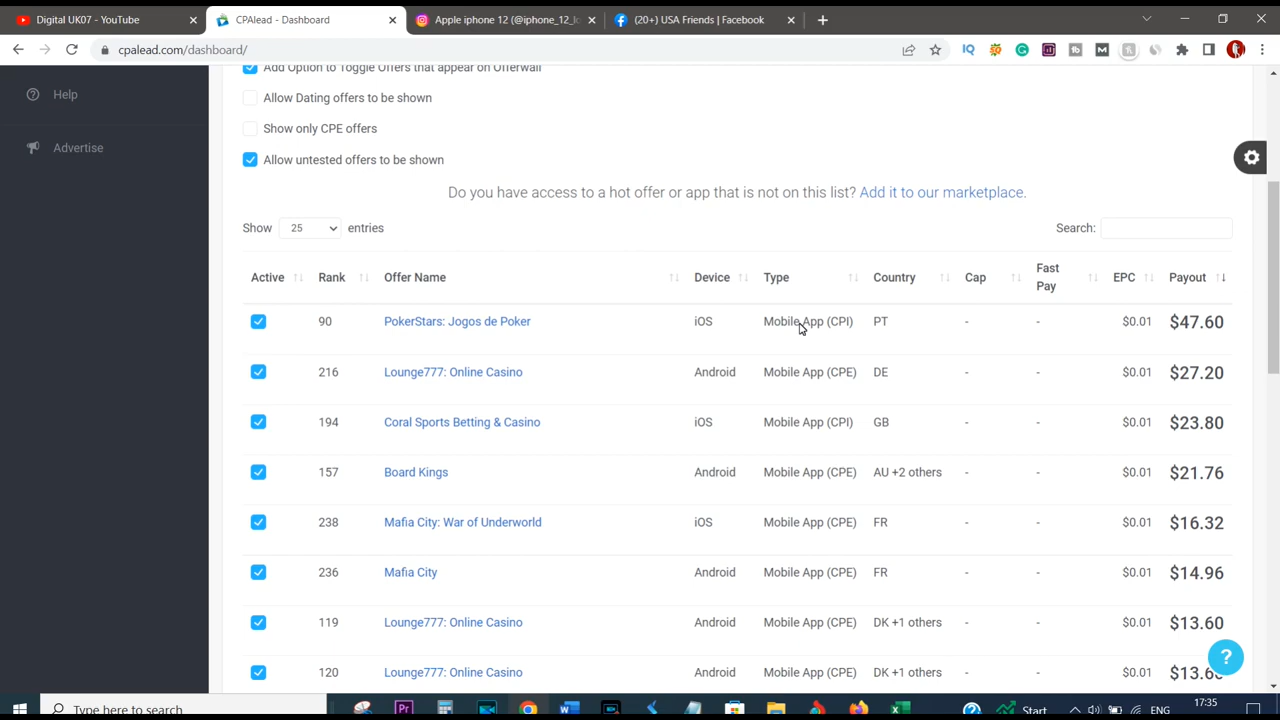 Digital UK07 - YouTube
CPAlead - Dashboard
Apple iphone 12 (@iphone_12_lo
(20+) USA Friends | Facebook
cpalead.com/dashboard/
Help
Advertise
Add Option to Toggle Offers that appear on Offerwall
Allow Dating offers to be shown
Show only CPE offers
Allow untested offers to be shown
Do you have access to a hot offer or app that is not on this list? Add it to our marketplace.
Show 25 entries Search:
Active Rank Offer Name Device Type Country Cap Fast Pay EPC Payout
90 PokerStars: Jogos de Poker iOS Mobile App (CPI) PT - - $0.01 $47.60
216 Lounge777: Online Casino Android Mobile App (CPE) DE - - $0.01 $27.20
194 Coral Sports Betting & Casino iOS Mobile App (CPI) GB - - $0.01 $23.80
157 Board Kings Android Mobile App (CPE) AU +2 others - - $0.01 $21.76
238 Mafia City: War of Underworld iOS Mobile App (CPE) FR - - $0.01 $16.32
236 Mafia City Android Mobile App (CPE) FR - - $0.01 $14.96
119 Lounge777: Online Casino Android Mobile App (CPE) DK +1 others - - $0.01 $13.60
120 Lounge777: Online Casino Android Mobile App (CPE) DK +1 others - - $0.01 $13.60
?
Type here to search
Start
ENG
17:35